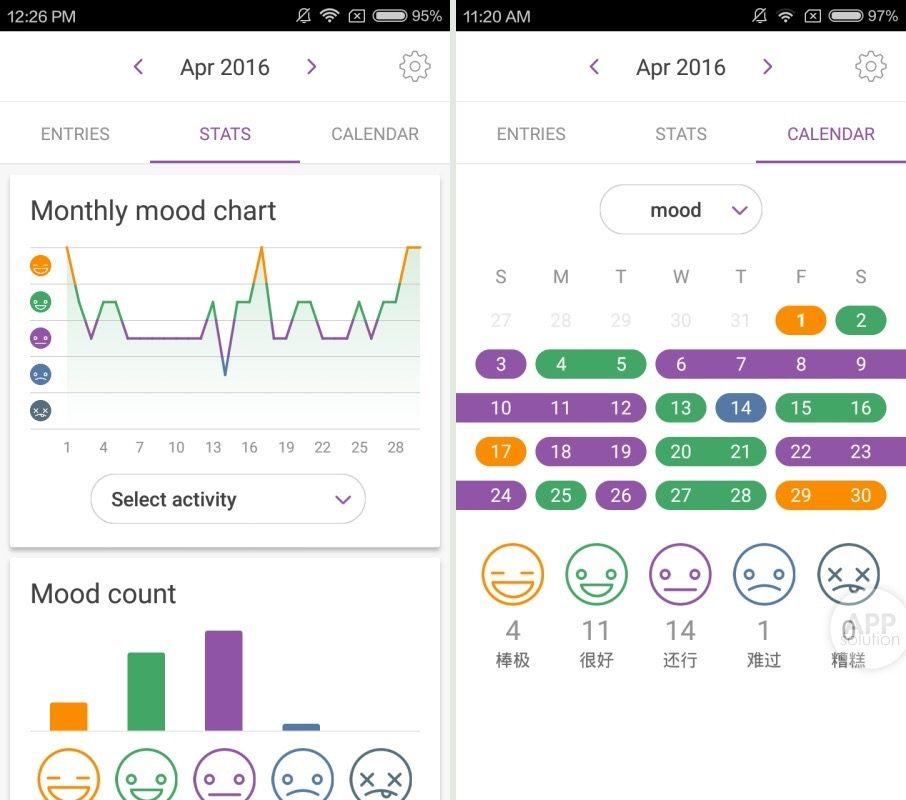 12:26 PM
95%
Apr 2016
ENTRIES STATS CALENDAR
Monthly mood chart
1 4 7 10 13 16 19 22 25 28
Select activity
Mood count
11:20 AM
97%
Apr 2016
ENTRIES STATS CALENDAR
mood
S M T W T F S
27 28 29 30 31 1 2
3 4 5 6 7 8 9
10 11 12 13 14 15 16
17 18 19 20 21 22 23
24 25 26 27 28 29 30
4 11 14 1 0
棒极 很好 还行 难过 糟糕
APP
solution